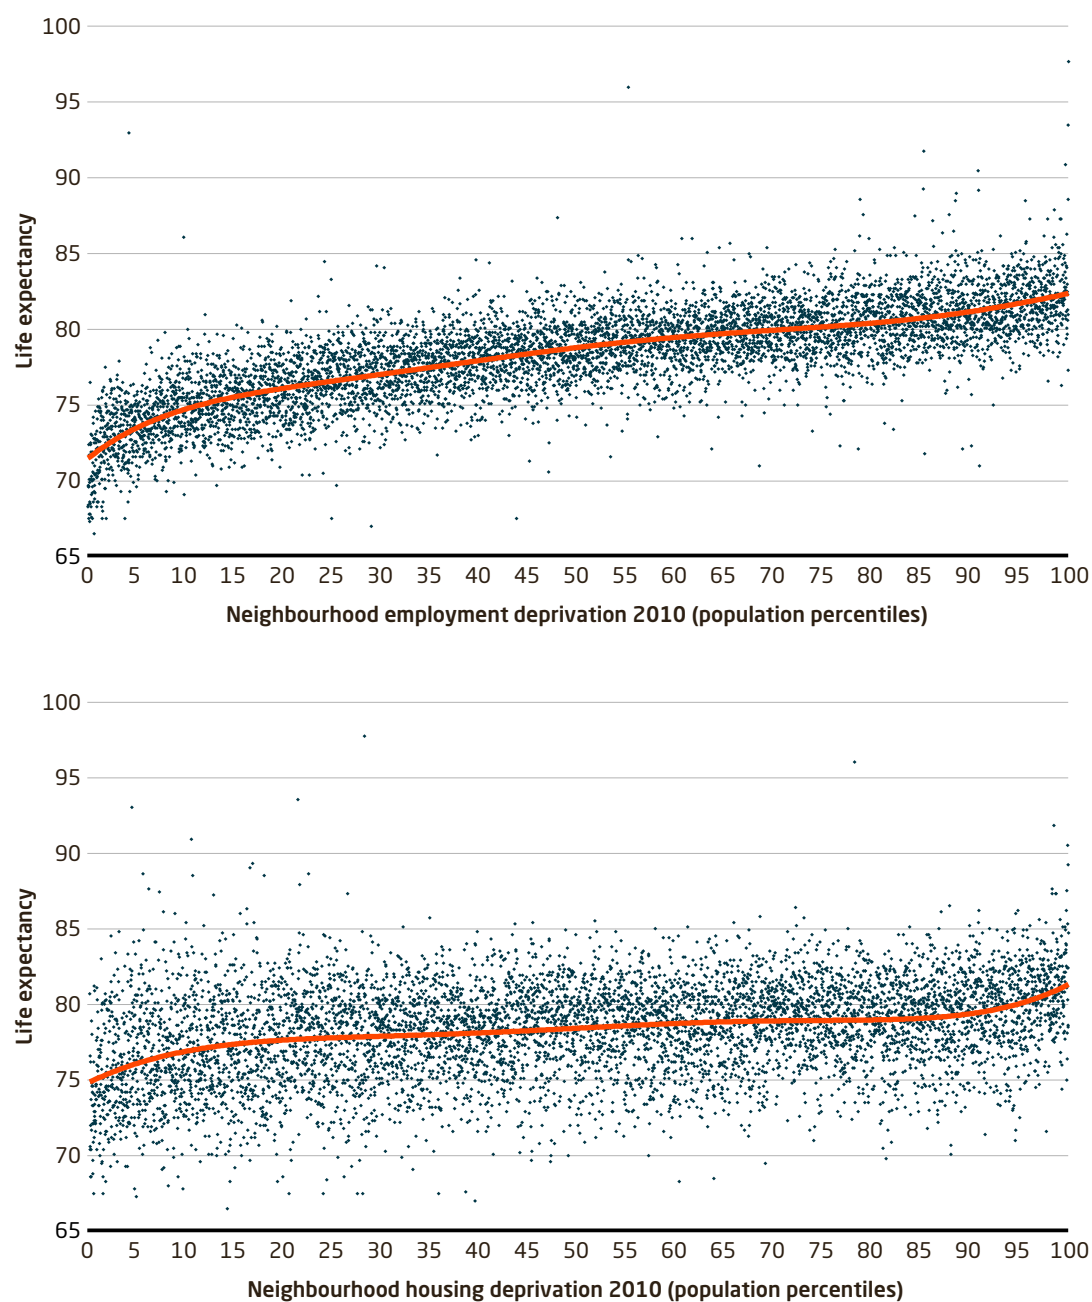 100
95
90
85
80
75
70
65
Life expectancy
0 5 10 15 20 25 30 35 40 45 50 55 60 65 70 75 80 85 90 95 100
Neighbourhood employment deprivation 2010 (population percentiles)
100
95
90
85
80
75
70
65
Life expectancy
0 5 10 15 20 25 30 35 40 45 50 55 60 65 70 75 80 85 90 95 100
Neighbourhood housing deprivation 2010 (population percentiles)